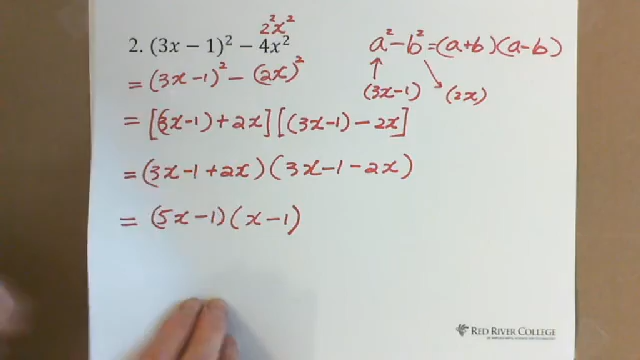 2²x²
2. (3x − 1)² − 4x²
a² − b² = (a+b)(a−b)
= (3x−1)² − (2x)²
(3x−1) (2x)
= [(3x−1)+2x][(3x−1)−2x]
= (3x−1+2x)(3x−1−2x)
= (5x−1)(x−1)
RED RIVER COLLEGE